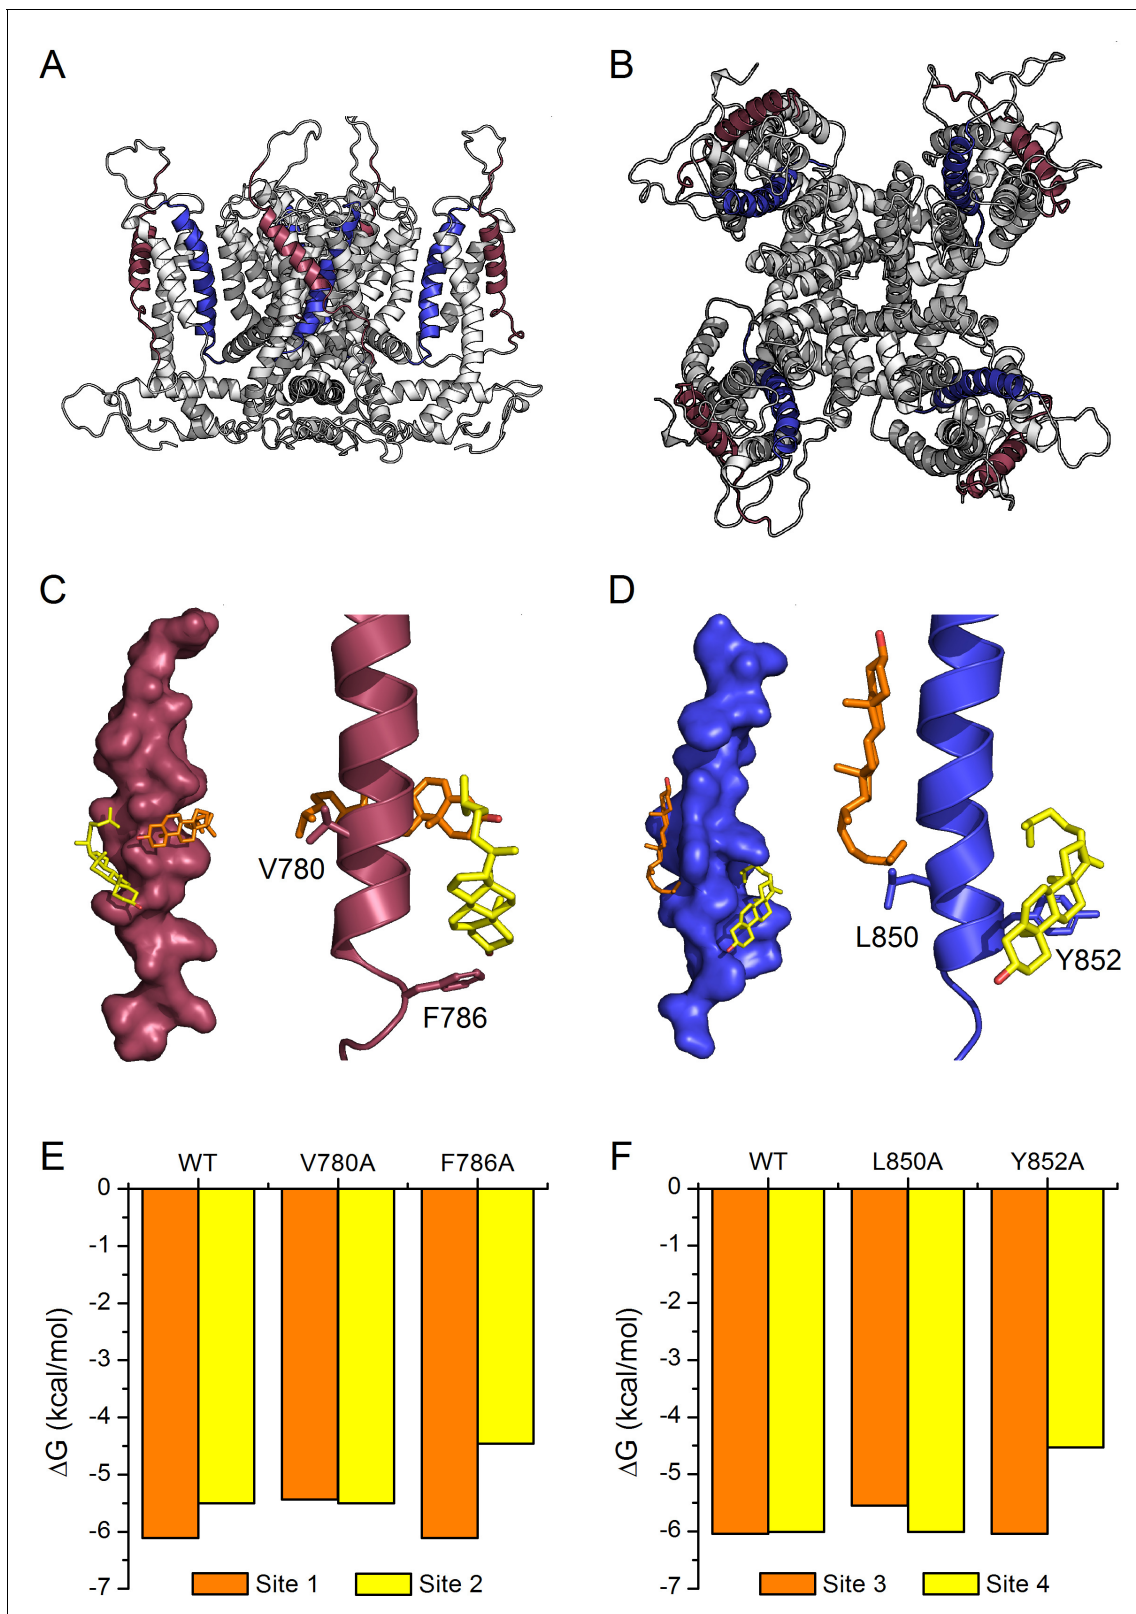 A
B
C
D
V780
F786
L850
Y852
E
WT V780A F786A
0
-1
-2
-3
-4
-5
-6
-7
ΔG (kcal/mol)
Site 1 Site 2
F
WT L850A Y852A
0
-1
-2
-3
-4
-5
-6
-7
ΔG (kcal/mol)
Site 3 Site 4